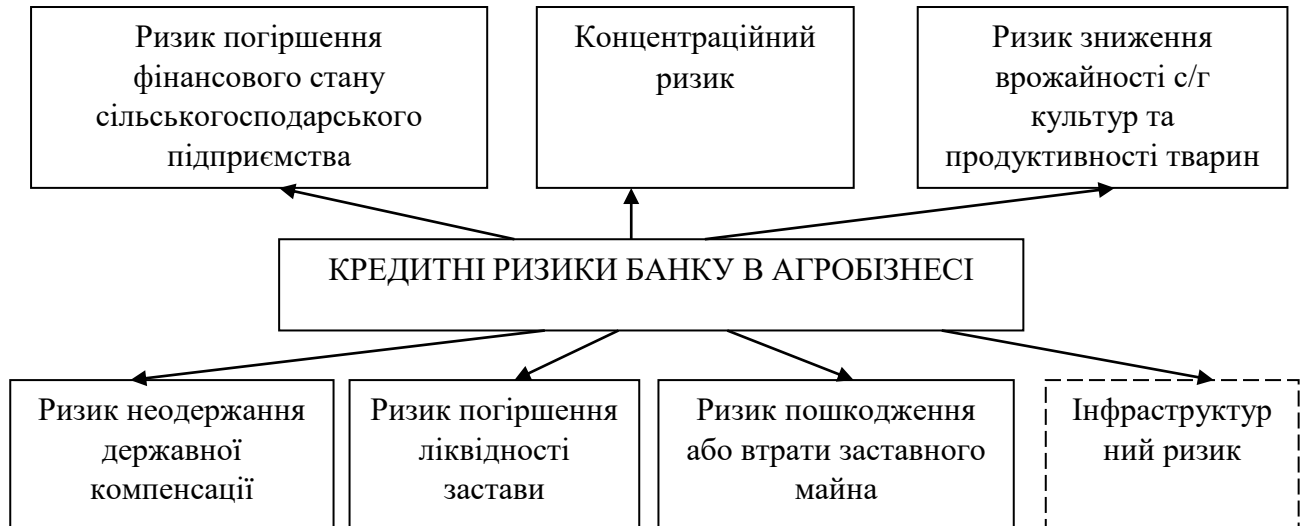 Ризик погіршення
фінансового стану
сільськогосподарського
підприємства
Концентраційний
ризик
Ризик зниження
врожайності с/г
культур та
продуктивності тварин
КРЕДИТНІ РИЗИКИ БАНКУ В АГРОБІЗНЕСІ
Ризик неодержання
державної
компенсації
Ризик погіршення
ліквідності
застави
Ризик пошкодження
або втрати заставного
майна
Інфраструктур
ний ризик